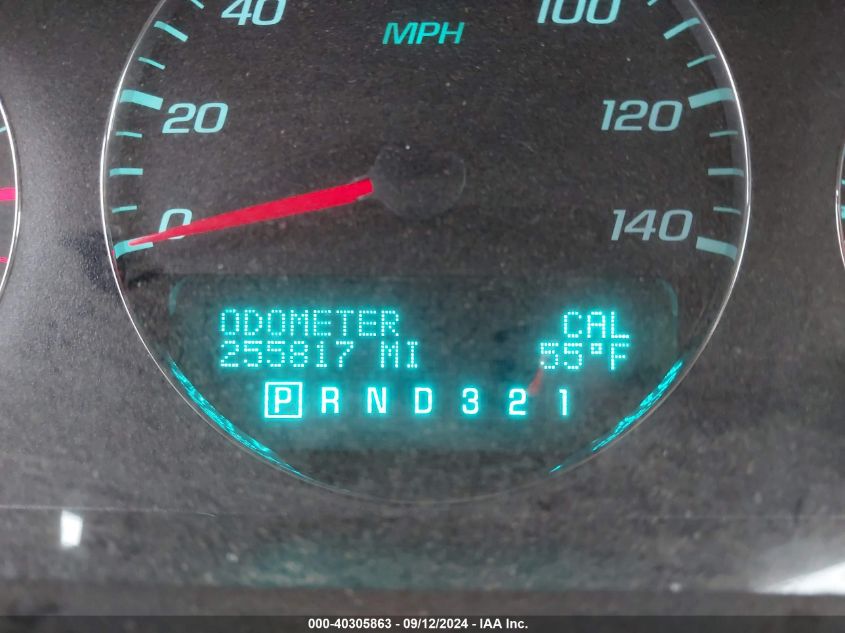 40 MPH 100
20 120
0 140
ODOMETER CAL
255817 MI 55°F
P R N D 3 2 1
000-40305863 - 09/12/2024 - IAA Inc.